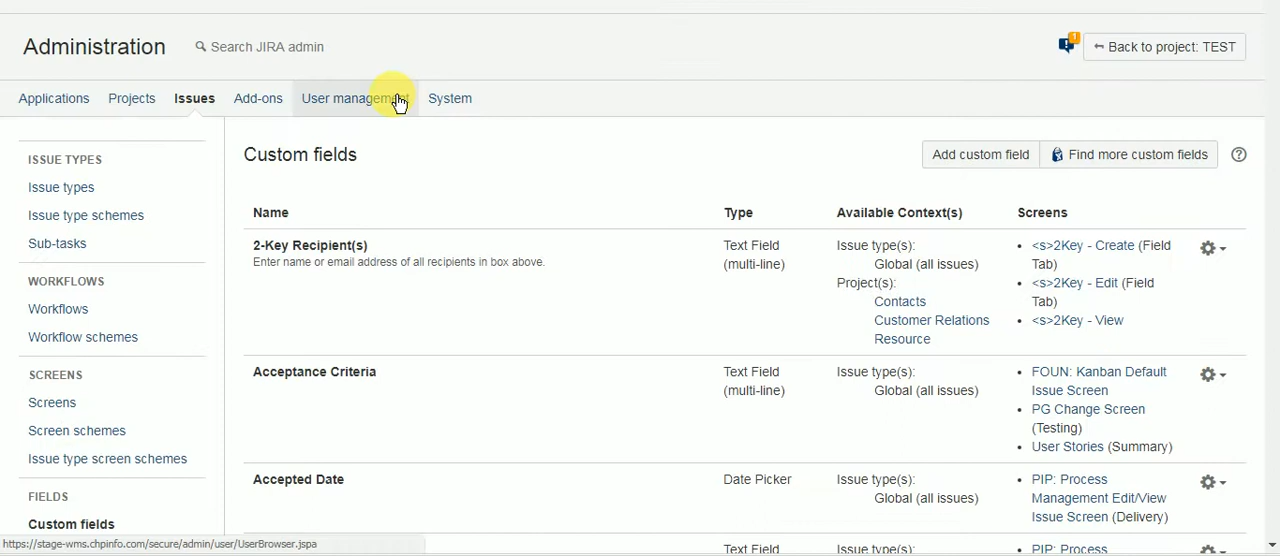 Administration
Search JIRA admin
1
Back to project: TEST
Applications Projects Issues Add-ons User management System
Custom fields
Add custom field
Find more custom fields
ISSUE TYPES
Issue types
Issue type schemes
Sub-tasks
WORKFLOWS
Workflows
Workflow schemes
SCREENS
Screens
Screen schemes
Issue type screen schemes
FIELDS
Custom fields
Name Type Available Context(s) Screens
2-Key Recipient(s)
Enter name or email address of all recipients in box above.
Text Field
(multi-line)
Issue type(s):
Global (all issues)
Project(s):
Contacts
Customer Relations
Resource
<s>2Key - Create (Field
Tab)
<s>2Key - Edit (Field
Tab)
<s>2Key - View
Acceptance Criteria
Text Field
(multi-line)
Issue type(s):
Global (all issues)
FOUN: Kanban Default
Issue Screen
PG Change Screen
(Testing)
User Stories (Summary)
Accepted Date
Date Picker
Issue type(s):
Global (all issues)
PIP: Process
Management Edit/View
Issue Screen (Delivery)
Text Field
Issue type(s):
PIP: Process
https://stage-wms.chpinfo.com/secure/admin/user/UserBrowser.jspa